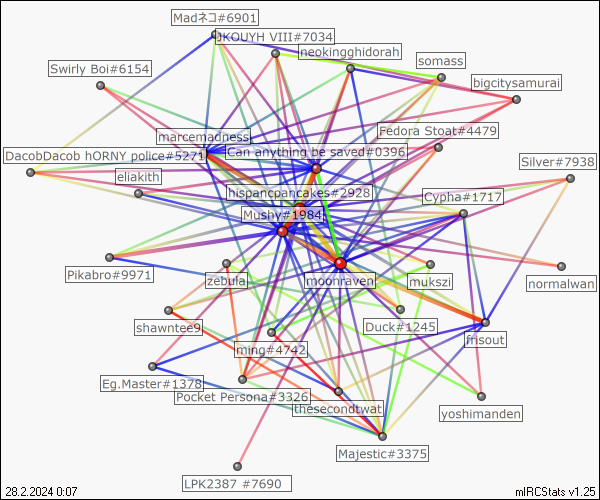 Madネコ#6901
JKOUYH VIII#7034
neokingghidorah
somass
Swirly Boi#6154
bigcitysamurai
Fedora Stoat#4479
marcemadness
Can anything be saved#0396
DacobDacob hORNY police#5271
Silver#7938
eliakith
hispancpancakes#2928
Cypha#1717
Mushy#1984
Pikabro#9971
zebula
moonraven
mukszi
normalwan
shawntee9
Duck#1245
frisout
ming#4742
Eg.Master#1378
Pocket Persona#3326
thesecondtwat
yoshimanden
Majestic#3375
LPK2387 #7690
28.2.2024 0:07
mIRCStats v1.25